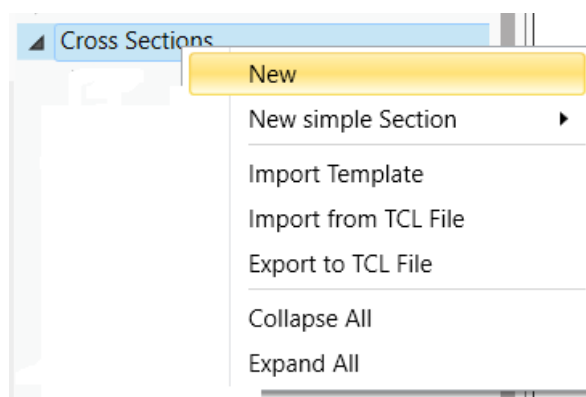 Cross Sections
New
New simple Section
Import Template
Import from TCL File
Export to TCL File
Collapse All
Expand All